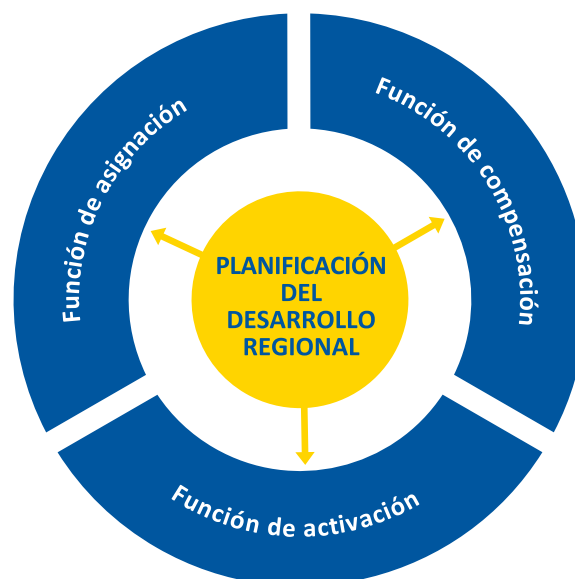 Función de asignación
Función de compensación
PLANIFICACIÓN
DEL
DESARROLLO
REGIONAL
Función de activación